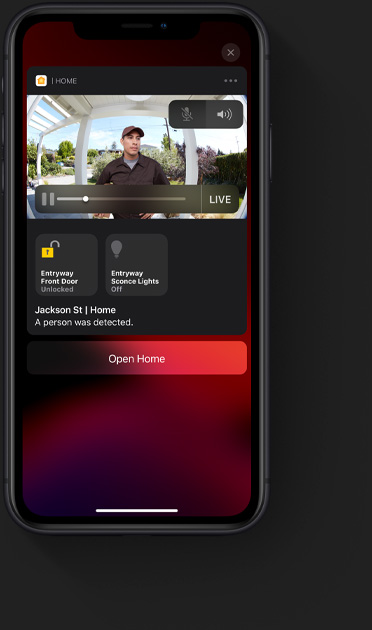 | HOME
LIVE
Entryway
Front Door
Unlocked
Entryway
Sconce Lights
Off
Jackson St | Home
A person was detected.
Open Home